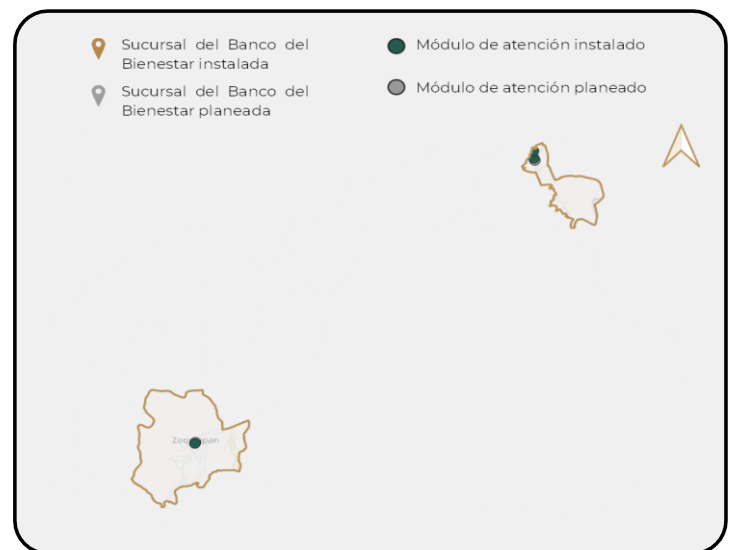 Sucursal del Banco del
Bienestar instalada
Sucursal del Banco del
Bienestar planeada
Módulo de atención instalado
Módulo de atención planeado